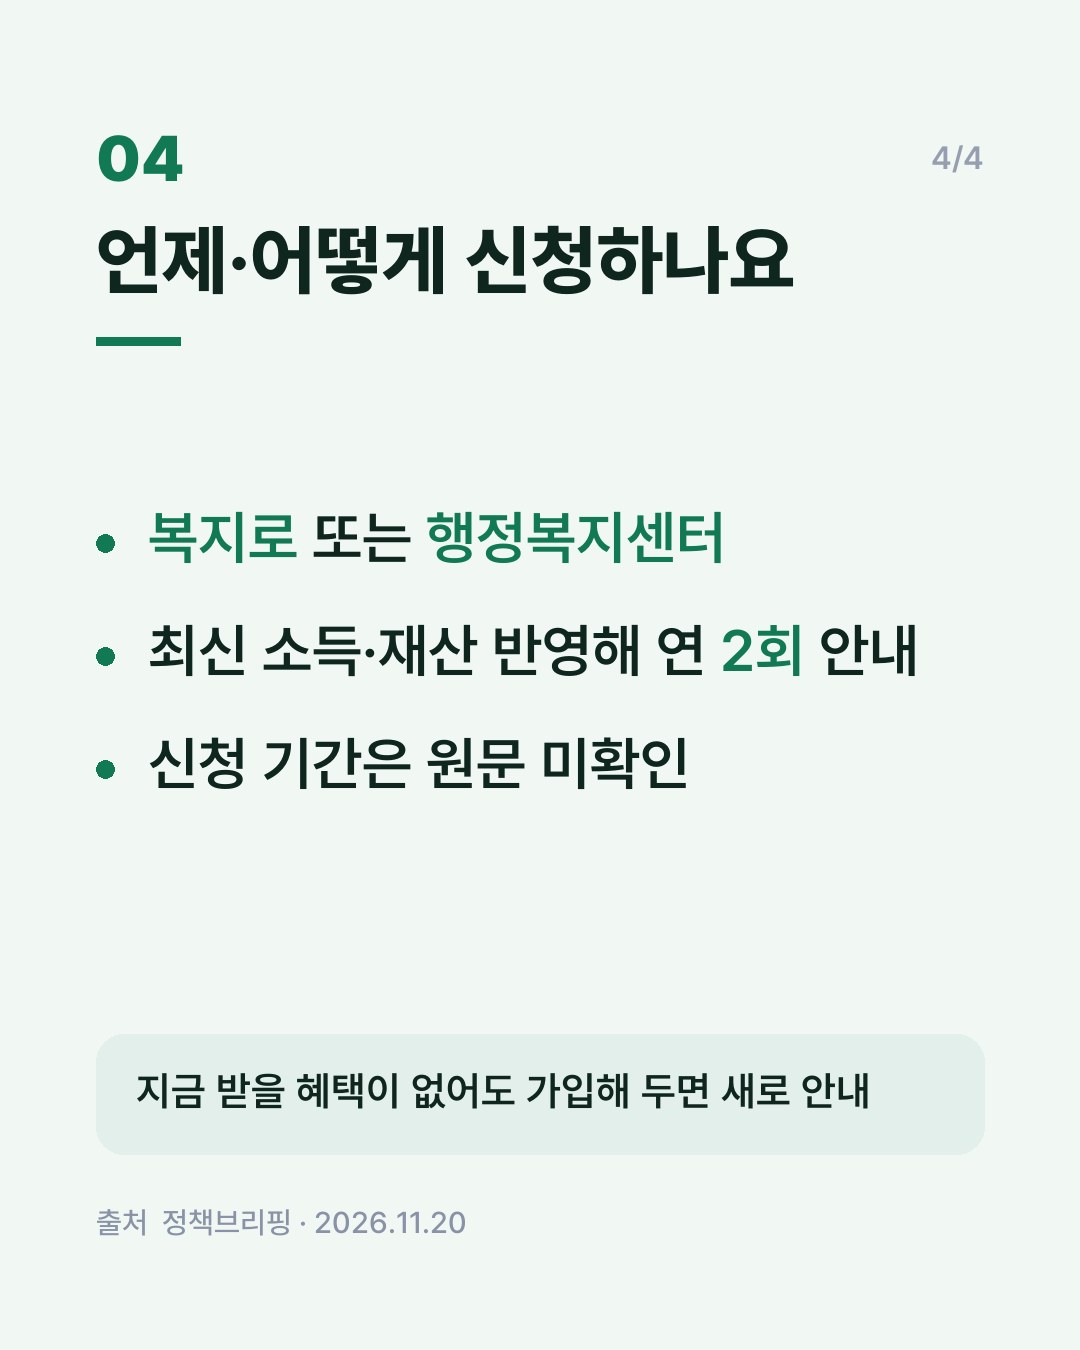 04
4/4
언제·어떻게 신청하나요
복지로 또는 행정복지센터
최신 소득·재산 반영해 연 2회 안내
신청 기간은 원문 미확인
지금 받을 혜택이 없어도 가입해 두면 새로 안내
출처 정책브리핑 · 2026.11.20